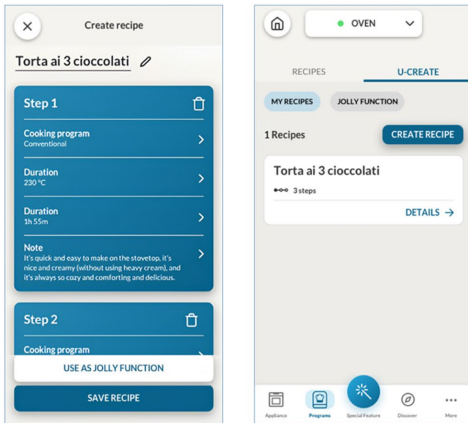 Create recipe
Torta ai 3 cioccolati
Step 1
Cooking program
Conventional
Duration
230 °C
Duration
1h 55m
Note
It's quick and easy to make on the stovetop, it's
nice and creamy (without using heavy cream), and
it's always so cozy and comforting and delicious.
Step 2
Cooking program
USE AS JOLLY FUNCTION
SAVE RECIPE
OVEN
RECIPES
U-CREATE
MY RECIPES
JOLLY FUNCTION
1 Recipes
CREATE RECIPE
Torta ai 3 cioccolati
3 steps
DETAILS
Appliance
Programs
Special Feature
Discover
More